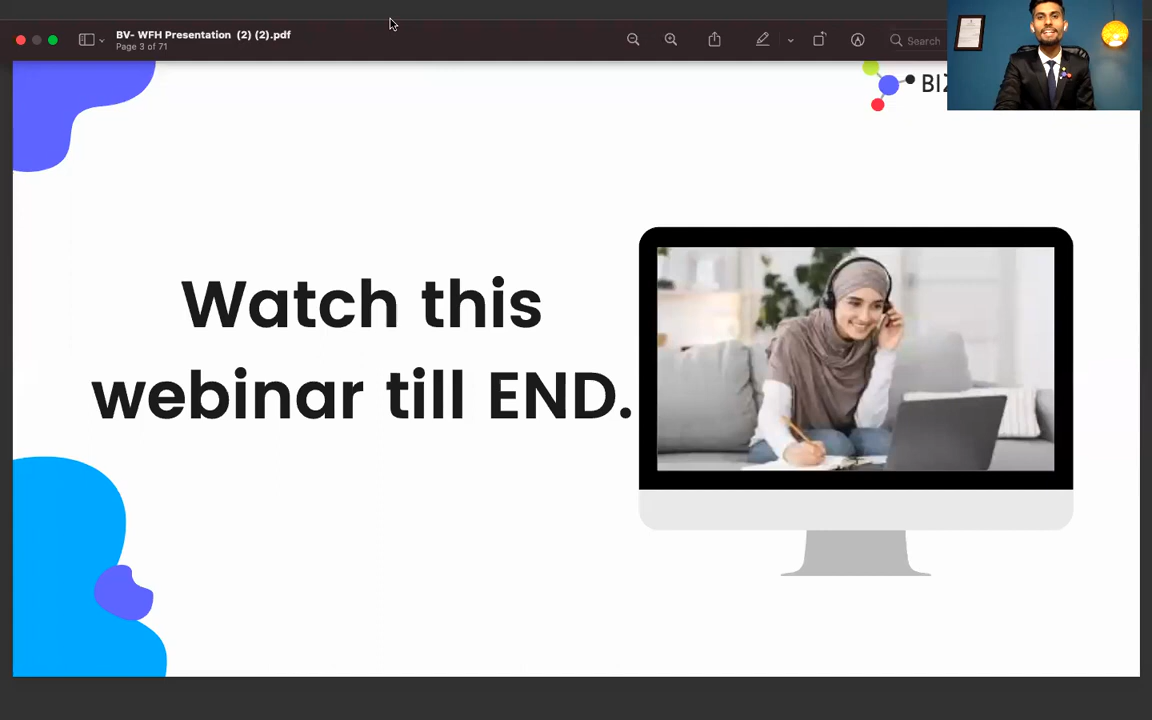 BV- WFH Presentation (2) (2).pdf
Page 3 of 71
Search
BIZ
Watch this
webinar till END.